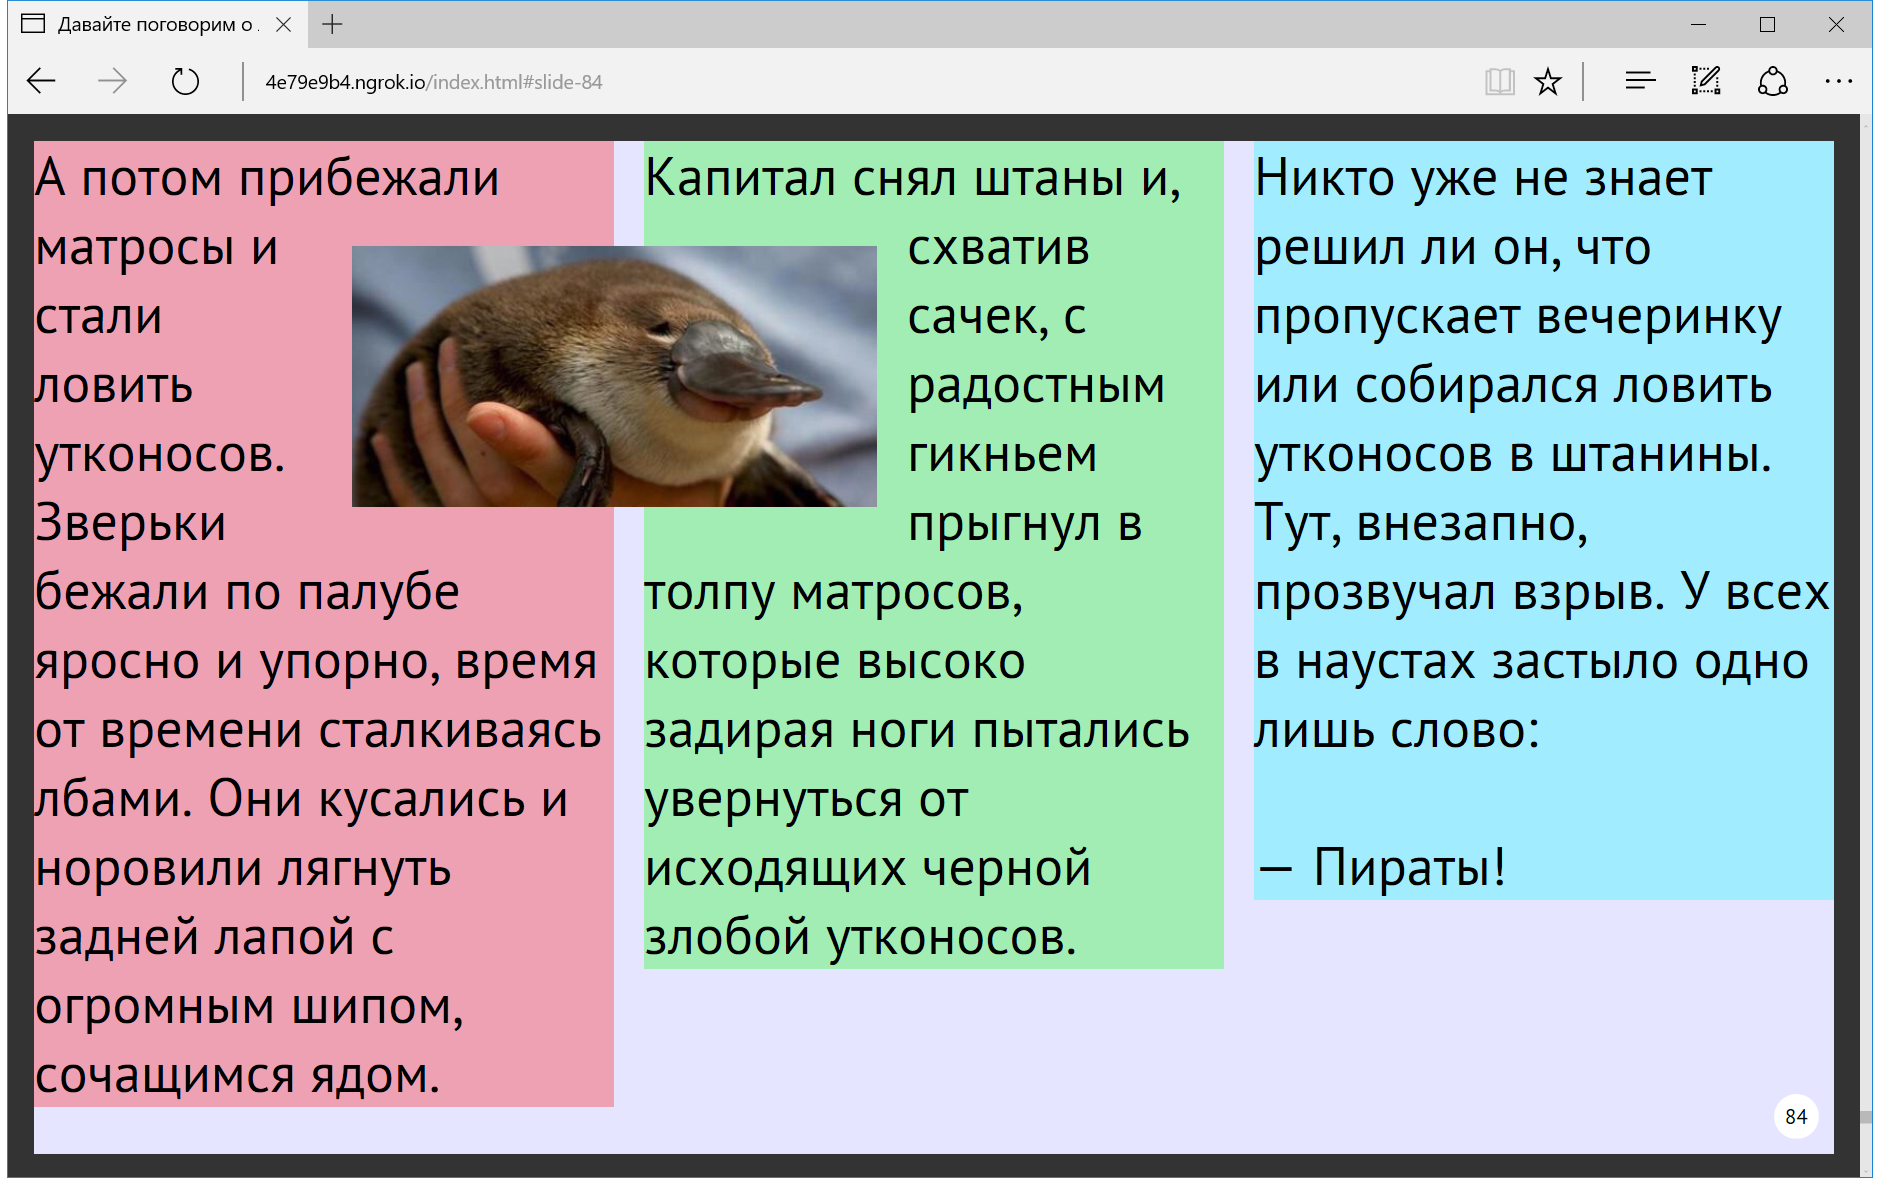 Давайте поговорим о
4e79e9b4.ngrok.io/index.html#slide-84
А потом прибежали
матросы и
стали
ловить
утконосов.
Зверьки
бежали по палубе
яросно и упорно, время
от времени сталкиваясь
лбами. Они кусались и
норовили лягнуть
задней лапой с
огромным шипом,
сочащимся ядом.
Капитал снял штаны и,
схватив
сачек, с
радостным
гикньем
прыгнул в
толпу матросов,
которые высоко
задирая ноги пытались
увернуться от
исходящих черной
злобой утконосов.
Никто уже не знает
решил ли он, что
пропускает вечеринку
или собирался ловить
утконосов в штанины.
Тут, внезапно,
прозвучал взрыв. У всех
в наустах застыло одно
лишь слово:
— Пираты!
84